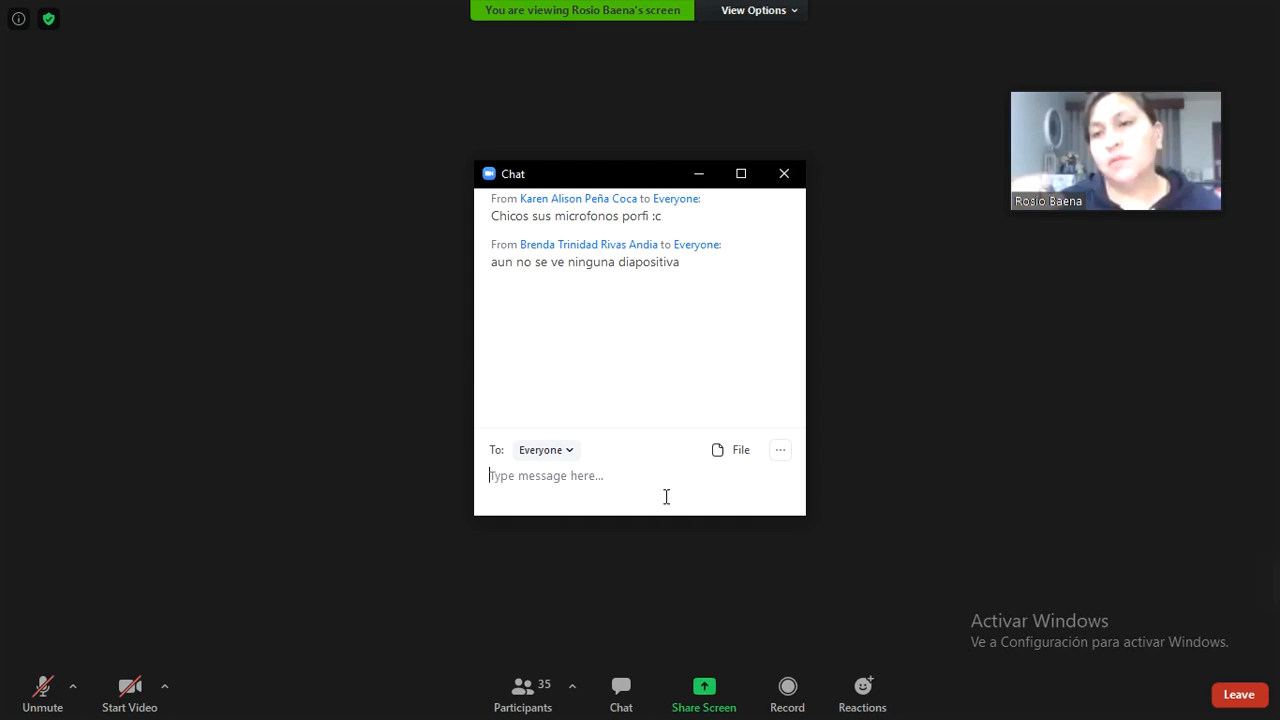 You are viewing Rosio Baena's screen
View Options
Rosio Baena
Chat
From Karen Alison Peña Coca to Everyone:
Chicos sus microfonos porfi :c
From Brenda Trinidad Rivas Andia to Everyone:
aun no se ve ninguna diapositiva
To: Everyone
File
Type message here...
Activar Windows
Ve a Configuración para activar Windows.
Unmute
Start Video
35
Participants
Chat
Share Screen
Record
Reactions
Leave